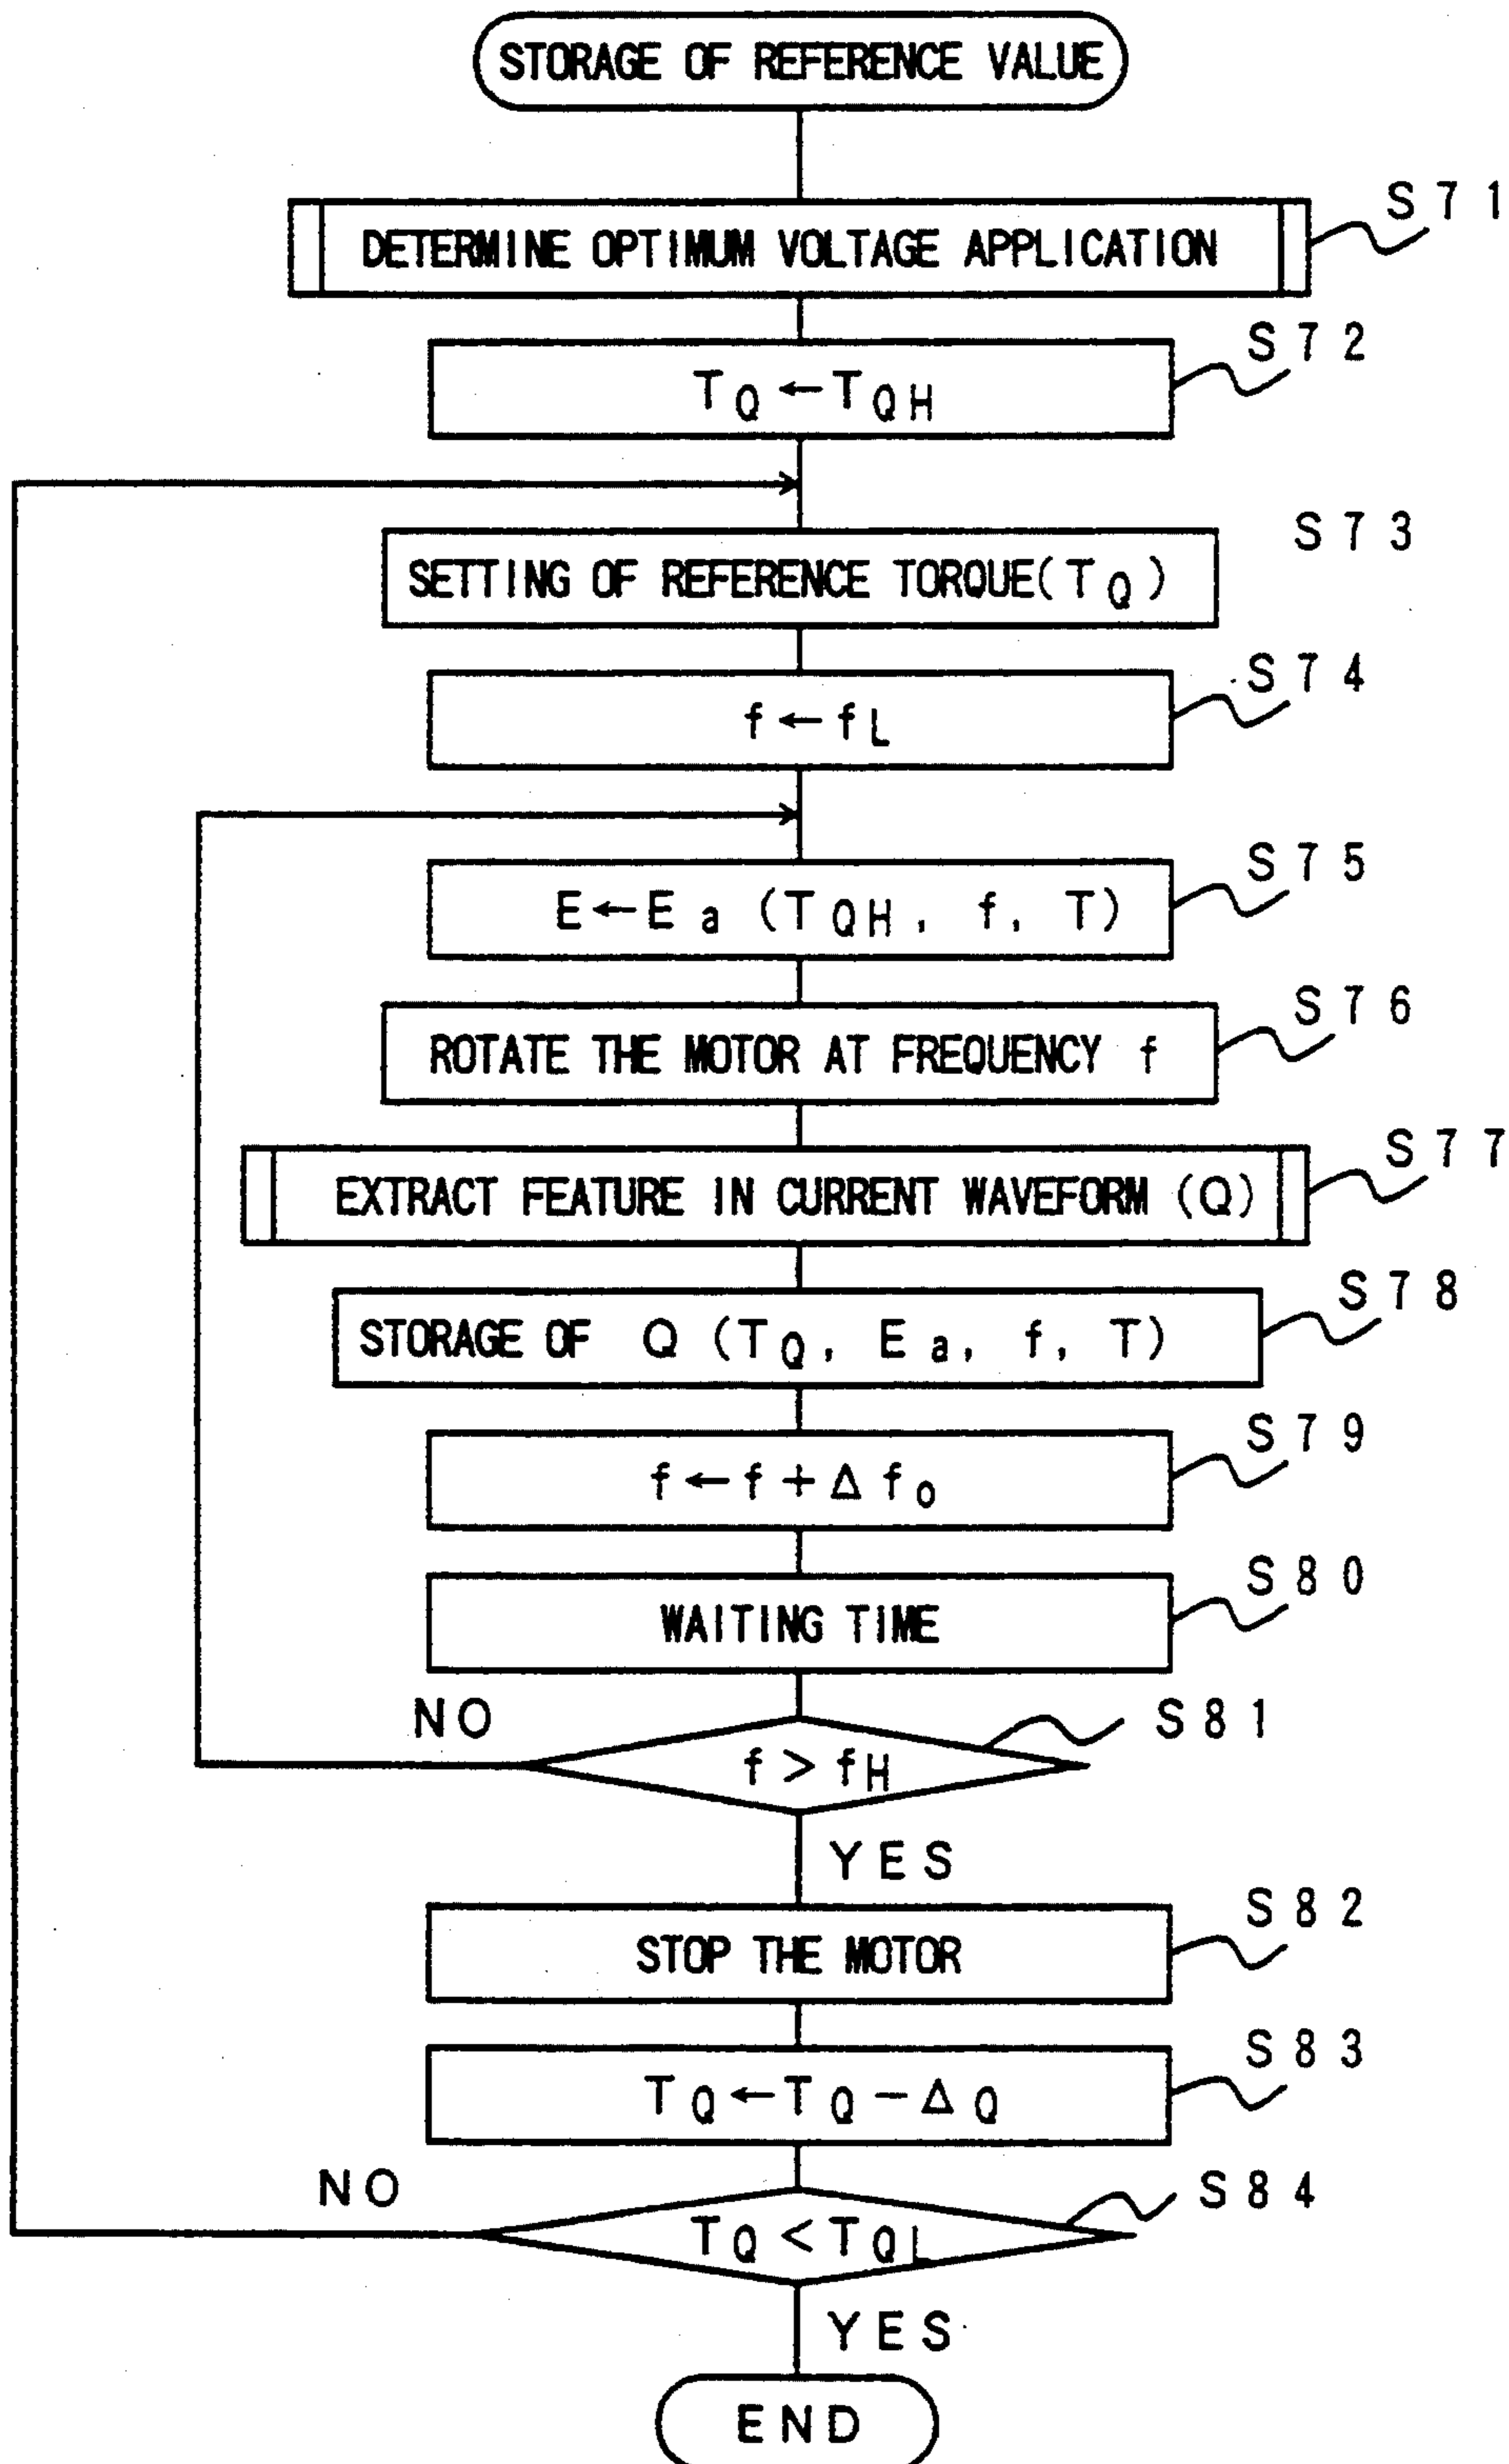 STORAGE OF REFERENCE VALUE
S71
DETERMINE OPTIMUM VOLTAGE APPLICATION
S72
TQ←TQH
S73
SETTING OF REFERENCE TORQUE(TQ)
S74
f←fL
S75
E←Ea (TQH, f, T)
S76
ROTATE THE MOTOR AT FREQUENCY f
S77
EXTRACT FEATURE IN CURRENT WAVEFORM (Q)
S78
STORAGE OF Q (TQ, Ea, f, T)
S79
f←f+Δfo
S80
WAITING TIME
NO
S81
f>fH
YES
S82
STOP THE MOTOR
S83
TQ←TQ−ΔQ
NO
S84
TQ<TQL
YES
END